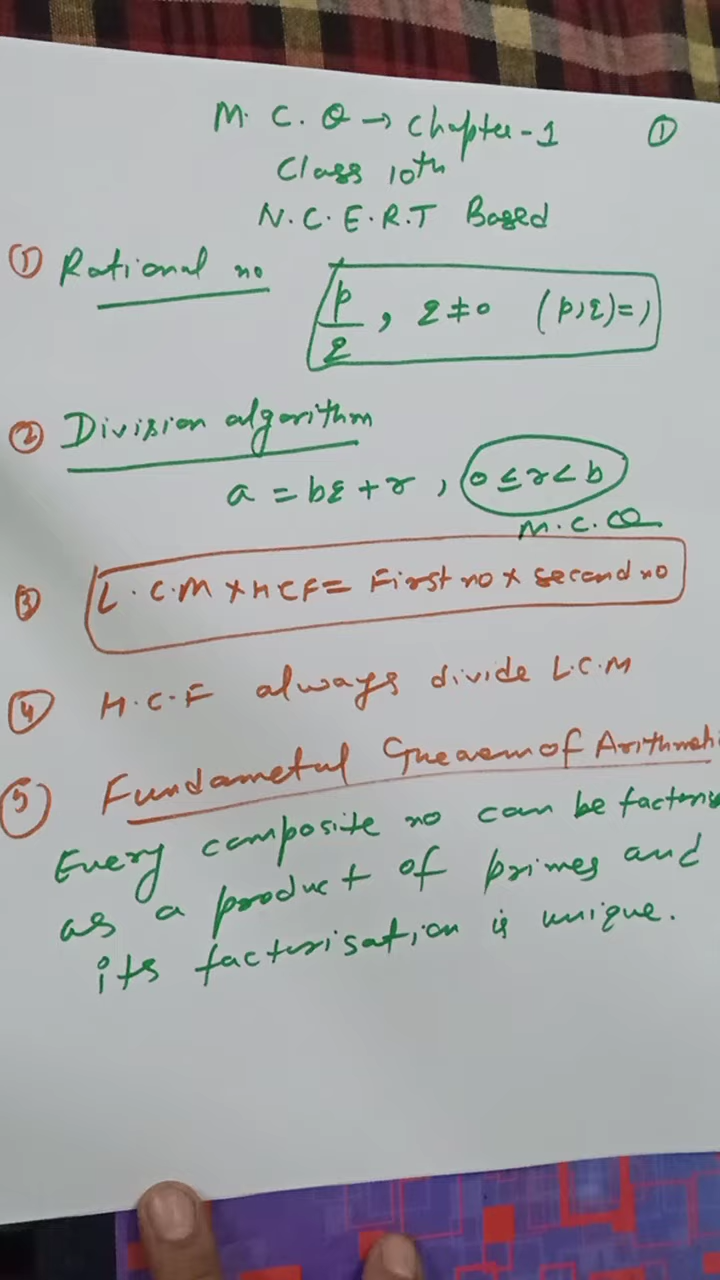 M. C. Q → Chapter-1 ①
Class 10th
N.C.E.R.T Based
① Rational no p/q, q≠0 (p,q)=1
② Division algorithm
a = bq + r, 0 ≤ r < b
M.C.Q
③ L.C.M × HCF = First no × second no
④ H.C.F always divide L.C.M
⑤ Fundametal of Arithmeti
Every composite no can be factoris
as a product of primes and
its factorisation is unique.